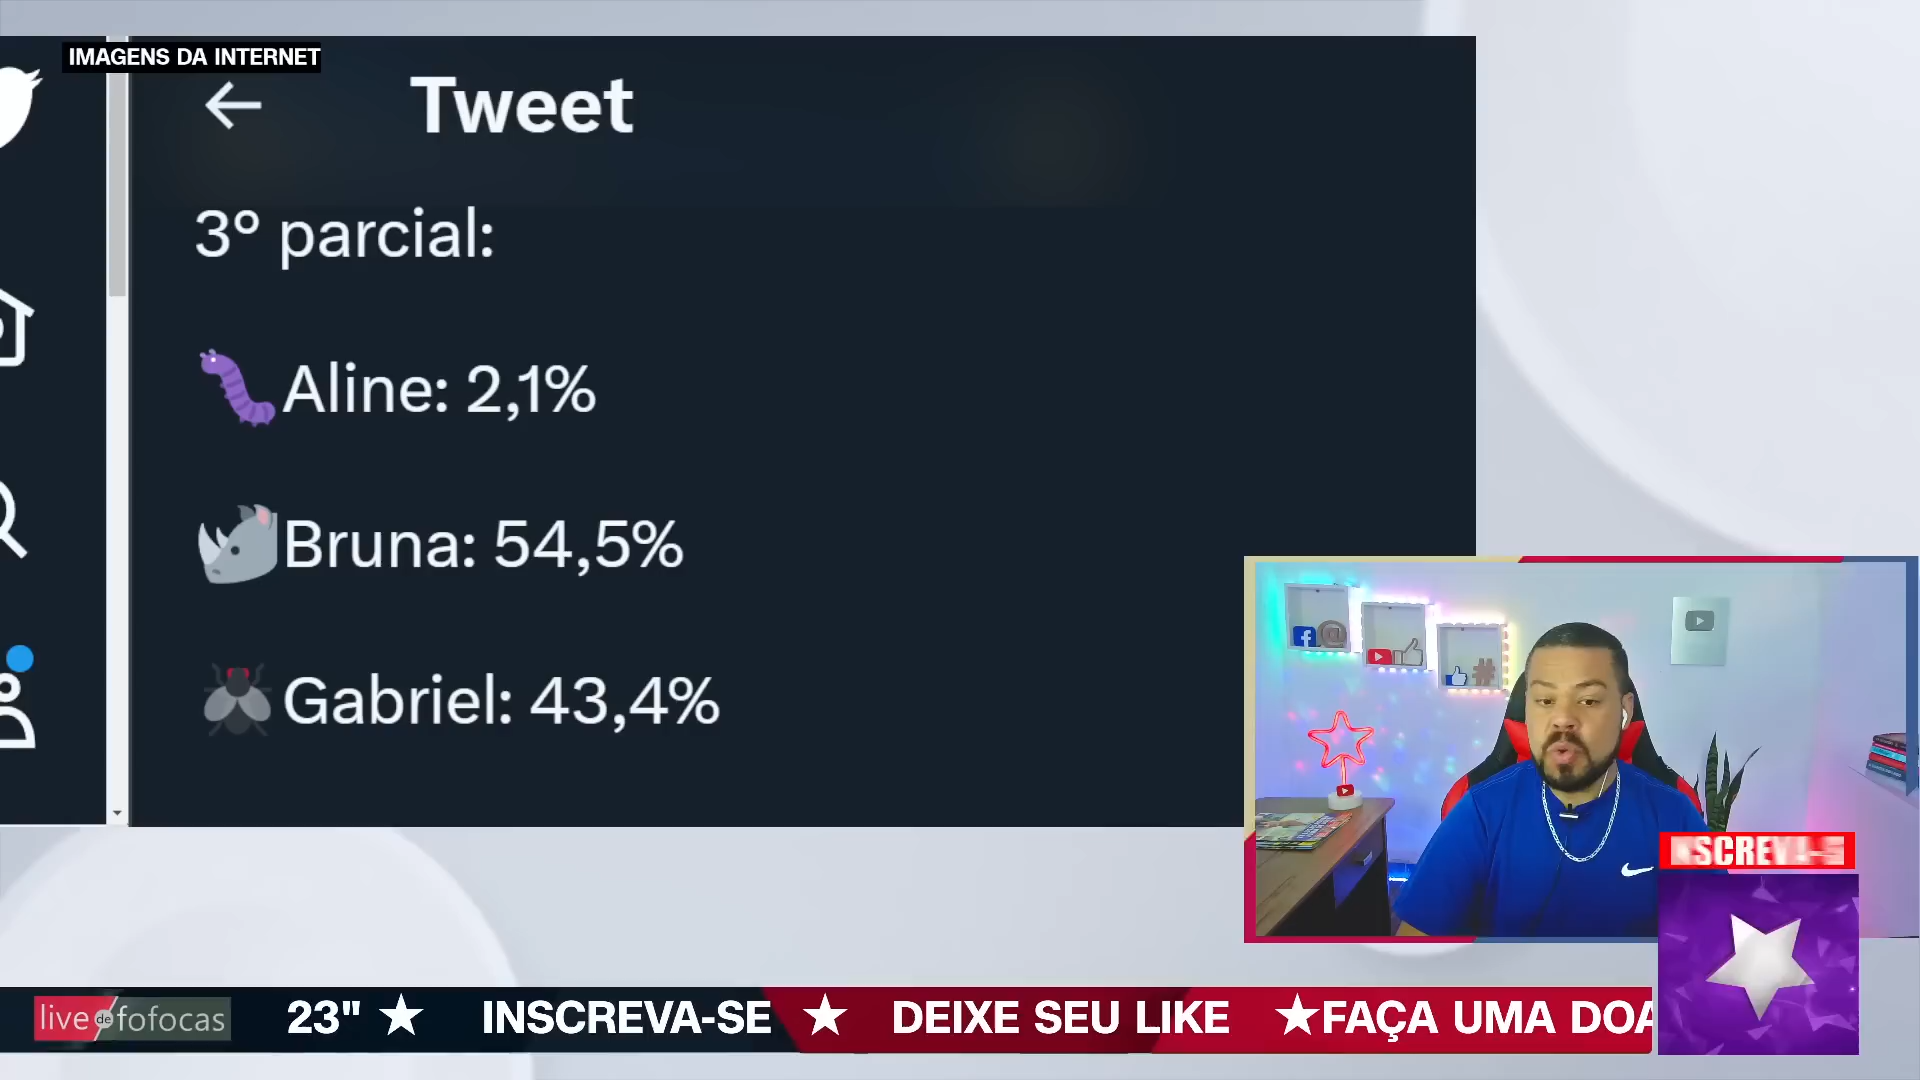 IMAGENS DA INTERNET
Tweet
3º parcial:
Aline: 2,1%
Bruna: 54,5%
Gabriel: 43,4%
live de fofocas
23" ★ INSCREVA-SE ★ DEIXE SEU LIKE ★FAÇA UMA DOA